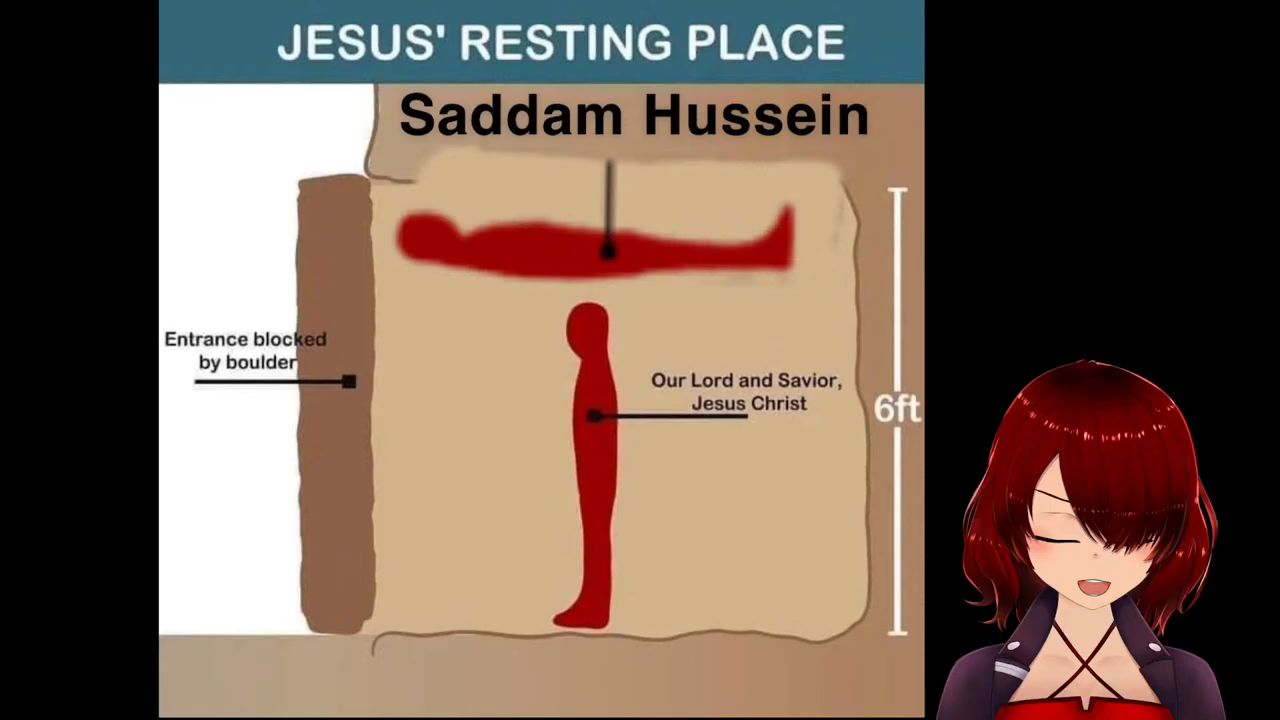 JESUS' RESTING PLACE
Saddam Hussein
Entrance blocked
by boulder
Our Lord and Savior,
Jesus Christ
6ft